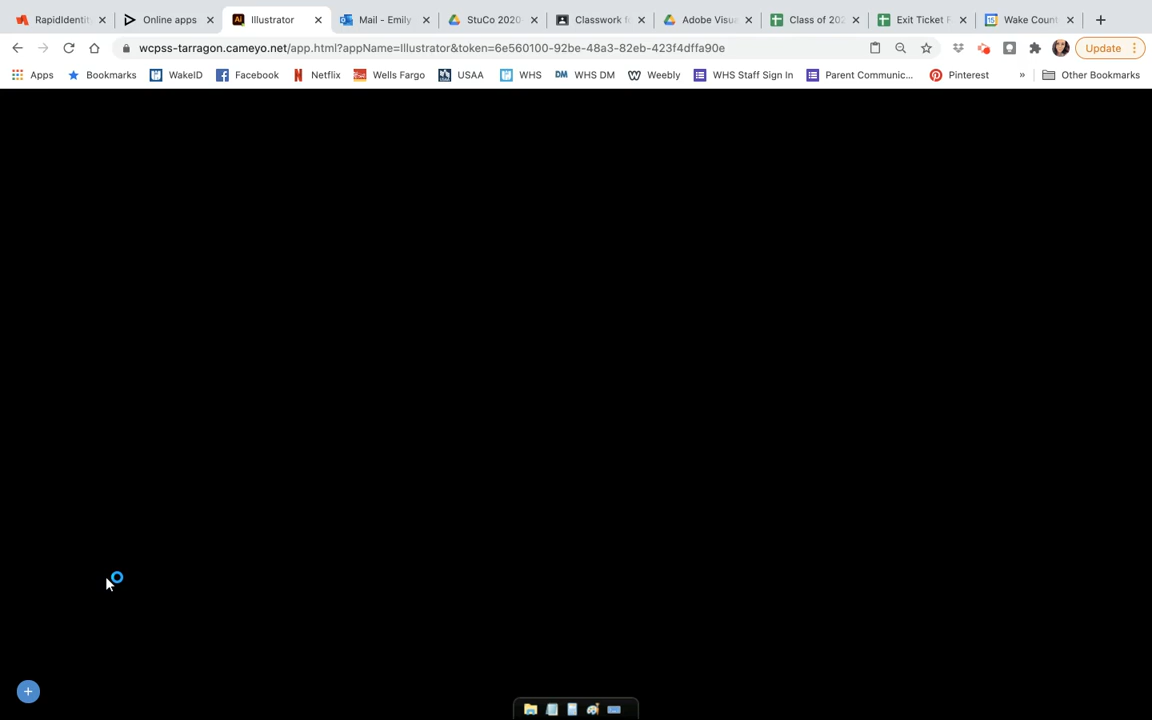 RapidIdentit
Online apps
Illustrator
Mail - Emily
StuCo 2020
Classwork f
Adobe Visua
Class of 202
Exit Ticket F
Wake Count
wcpss-tarragon.cameyo.net/app.html?appName=Illustrator&token=6e560100-92be-48a3-82eb-423f4dffa90e
Update
Apps
Bookmarks
WakeID
Facebook
Netflix
Wells Fargo
USAA
WHS
DM WHS DM
Weebly
WHS Staff Sign In
Parent Communic...
Pinterest
»
Other Bookmarks